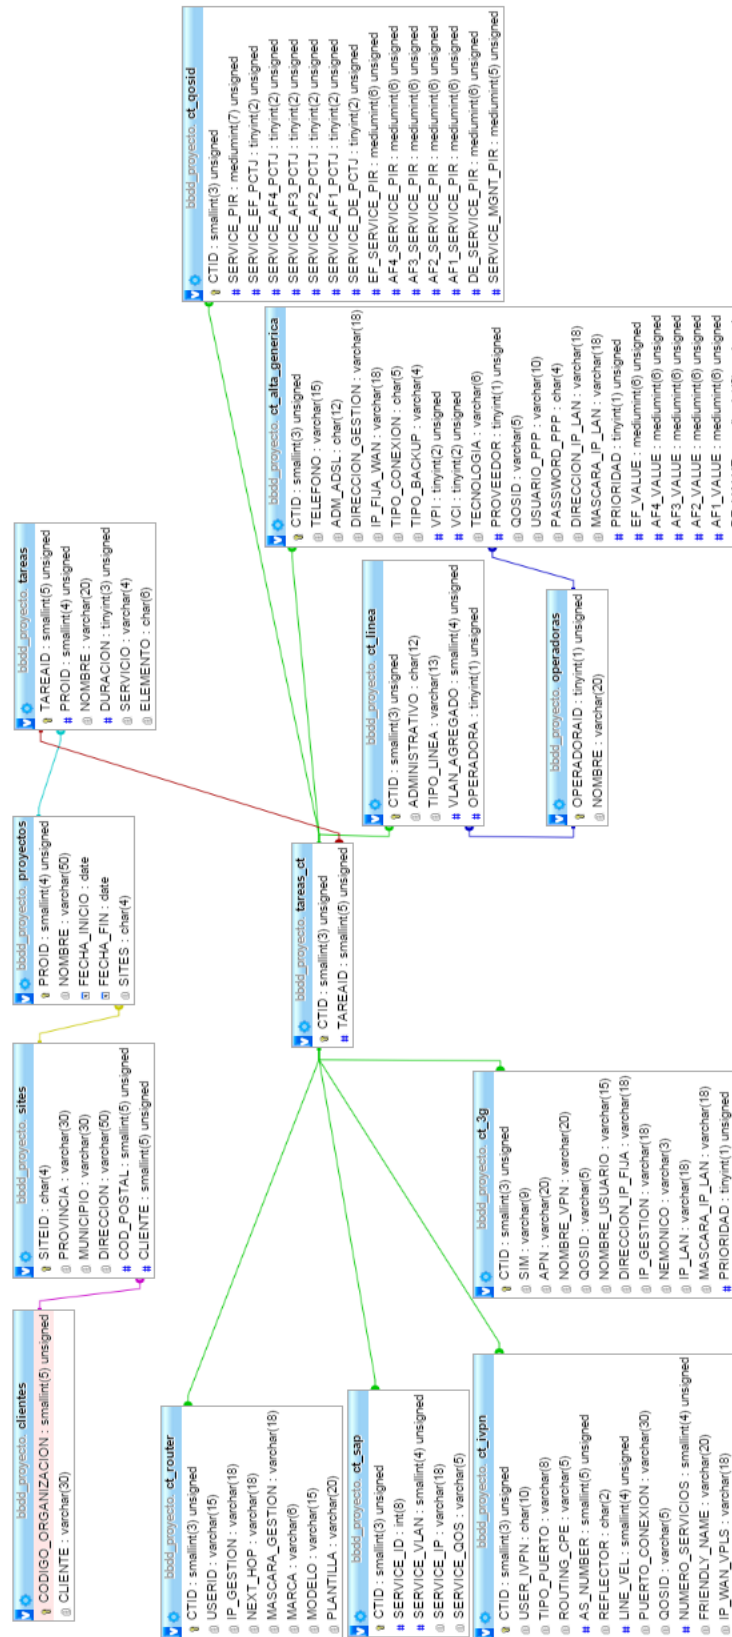 bbdd_proyecto. clientes
CODIGO_ORGANIZACION : smallint(5) unsigned
CLIENTE : varchar(30)
bbdd_proyecto. sites
SITEID : char(4)
PROVINCIA : varchar(30)
MUNICIPIO : varchar(30)
DIRECCION : varchar(50)
COD_POSTAL : smallint(5) unsigned
CLIENTE : smallint(5) unsigned
bbdd_proyecto. proyectos
PROID : smallint(4) unsigned
NOMBRE : varchar(50)
FECHA_INICIO : date
FECHA_FIN : date
SITES : char(4)
bbdd_proyecto. tareas
TAREAID : smallint(5) unsigned
PROID : smallint(4) unsigned
NOMBRE : varchar(20)
DURACION : tinyint(3) unsigned
SERVICIO : varchar(4)
ELEMENTO : char(6)
bbdd_proyecto. ct_qosid
CTID : smallint(3) unsigned
SERVICE_PIR : mediumint(7) unsigned
SERVICE_EF_PCTJ : tinyint(2) unsigned
SERVICE_AF4_PCTJ : tinyint(2) unsigned
SERVICE_AF3_PCTJ : tinyint(2) unsigned
SERVICE_AF2_PCTJ : tinyint(2) unsigned
SERVICE_AF1_PCTJ : tinyint(2) unsigned
SERVICE_DE_PCTJ : tinyint(2) unsigned
EF_SERVICE_PIR : mediumint(6) unsigned
AF4_SERVICE_PIR : mediumint(6) unsigned
AF3_SERVICE_PIR : mediumint(6) unsigned
AF2_SERVICE_PIR : mediumint(6) unsigned
AF1_SERVICE_PIR : mediumint(6) unsigned
DE_SERVICE_PIR : mediumint(6) unsigned
SERVICE_MGNT_PIR : mediumint(5) unsigned
bbdd_proyecto. ct_router
CTID : smallint(3) unsigned
USERID : varchar(15)
IP_GESTION : varchar(18)
NEXT_HOP : varchar(18)
MASCARA_GESTION : varchar(18)
MARCA : varchar(6)
MODELO : varchar(15)
PLANTILLA : varchar(20)
bbdd_proyecto. tareas_ct
CTID : smallint(3) unsigned
TAREAID : smallint(5) unsigned
bbdd_proyecto. ct_alta_generica
CTID : smallint(3) unsigned
TELEFONO : varchar(15)
ADM_ADSL : char(12)
DIRECCION_GESTION : varchar(18)
IP_FIJA_WAN : varchar(18)
TIPO_CONEXION : char(5)
TIPO_BACKUP : varchar(4)
VPI : tinyint(2) unsigned
VCI : tinyint(2) unsigned
TECNOLOGIA : varchar(6)
PROVEEDOR : tinyint(1) unsigned
QOSID : varchar(5)
USUARIO_PPP : varchar(10)
PASSWORD_PPP : char(4)
DIRECCION_IP_LAN : varchar(18)
MASCARA_IP_LAN : varchar(18)
PRIORIDAD : tinyint(1) unsigned
EF_VALUE : mediumint(6) unsigned
AF4_VALUE : mediumint(6) unsigned
AF3_VALUE : mediumint(6) unsigned
AF2_VALUE : mediumint(6) unsigned
AF1_VALUE : mediumint(6) unsigned
bbdd_proyecto. ct_sap
CTID : smallint(3) unsigned
SERVICE_ID : int(8)
SERVICE_VLAN : smallint(4) unsigned
SERVICE_IP : varchar(18)
SERVICE_QOS : varchar(5)
bbdd_proyecto. ct_linea
CTID : smallint(3) unsigned
ADMINISTRATIVO : char(12)
TIPO_LINEA : varchar(13)
VLAN_AGREGADO : smallint(4) unsigned
OPERADORA : tinyint(1) unsigned
bbdd_proyecto. ct_ivpn
CTID : smallint(3) unsigned
USER_IVPN : char(10)
TIPO_PUERTO : varchar(8)
ROUTING_CPE : varchar(5)
AS_NUMBER : smallint(5) unsigned
REFLECTOR : char(2)
LINE_VEL : smallint(4) unsigned
PUERTO_CONEXION : varchar(30)
QOSID : varchar(5)
NUMERO_SERVICIOS : smallint(4) unsigned
FRIENDLY_NAME : varchar(20)
IP_WAN_VPLS : varchar(18)
bbdd_proyecto. ct_3g
CTID : smallint(3) unsigned
SIM : varchar(9)
APN : varchar(20)
NOMBRE_VPN : varchar(20)
QOSID : varchar(5)
NOMBRE_USUARIO : varchar(15)
DIRECCION_IP_FIJA : varchar(18)
IP_GESTION : varchar(18)
NEMONICO : varchar(3)
IP_LAN : varchar(18)
MASCARA_IP_LAN : varchar(18)
PRIORIDAD : tinyint(1) unsigned
bbdd_proyecto. operadoras
OPERADORAID : tinyint(1) unsigned
NOMBRE : varchar(20)